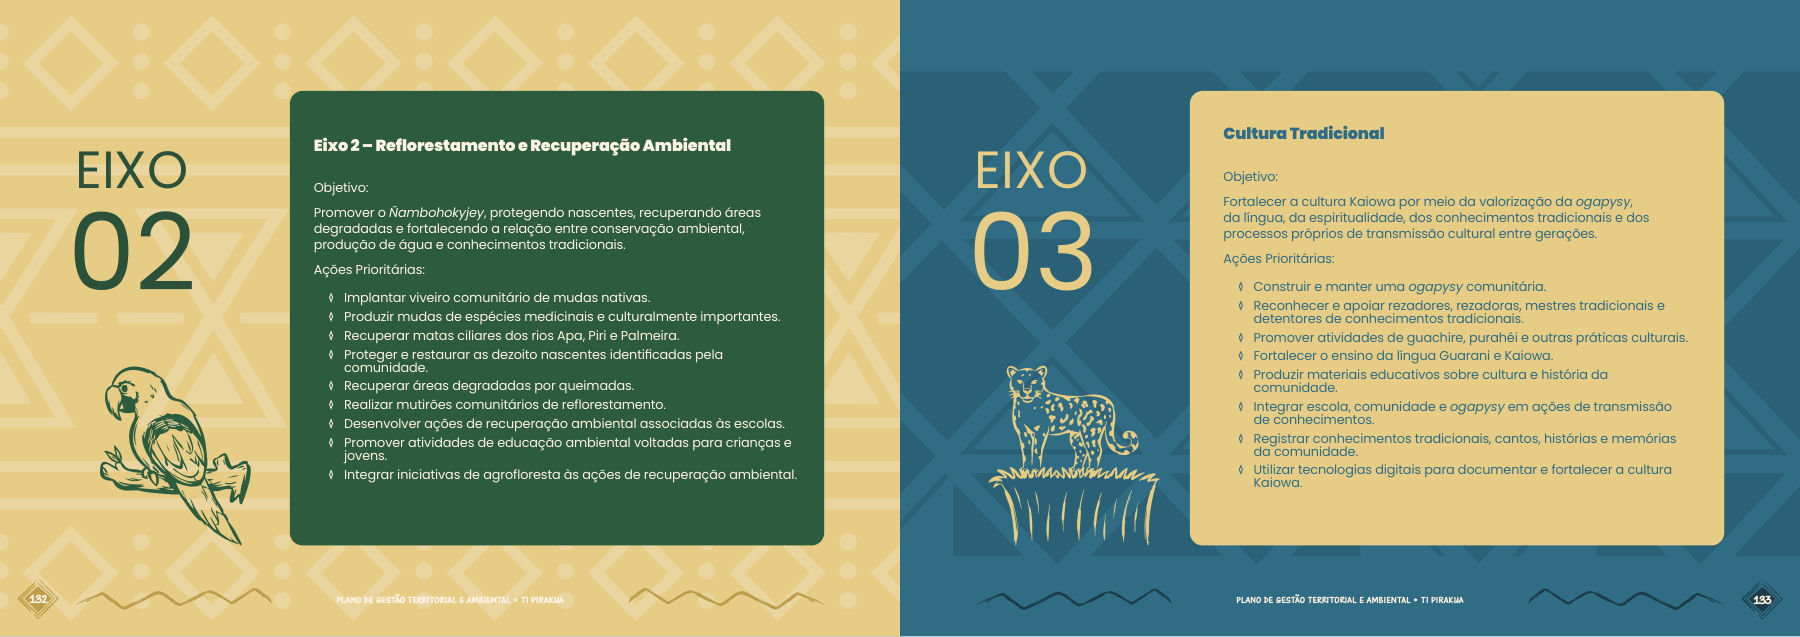 EIXO
02
Eixo 2 – Reflorestamento e Recuperação Ambiental
Objetivo:
Promover o Ñambohokyjey, protegendo nascentes, recuperando áreas
degradadas e fortalecendo a relação entre conservação ambiental,
produção de água e conhecimentos tradicionais.
Ações Prioritárias:
◊ Implantar viveiro comunitário de mudas nativas.
◊ Produzir mudas de espécies medicinais e culturalmente importantes.
◊ Recuperar matas ciliares dos rios Apa, Piri e Palmeira.
◊ Proteger e restaurar as dezoito nascentes identificadas pela
comunidade.
◊ Recuperar áreas degradadas por queimadas.
◊ Realizar mutirões comunitários de reflorestamento.
◊ Desenvolver ações de recuperação ambiental associadas às escolas.
◊ Promover atividades de educação ambiental voltadas para crianças e
jovens.
◊ Integrar iniciativas de agrofloresta às ações de recuperação ambiental.
132
PLANO DE GESTÃO TERRITORIAL E AMBIENTAL • TI PIRAKUA
EIXO
03
Cultura Tradicional
Objetivo:
Fortalecer a cultura Kaiowa por meio da valorização da ogapysy,
da língua, da espiritualidade, dos conhecimentos tradicionais e dos
processos próprios de transmissão cultural entre gerações.
Ações Prioritárias:
◊ Construir e manter uma ogapysy comunitária.
◊ Reconhecer e apoiar rezadores, rezadoras, mestres tradicionais e
detentores de conhecimentos tradicionais.
◊ Promover atividades de guachire, purahéi e outras práticas culturais.
◊ Fortalecer o ensino da língua Guarani e Kaiowa.
◊ Produzir materiais educativos sobre cultura e história da
comunidade.
◊ Integrar escola, comunidade e ogapysy em ações de transmissão
de conhecimentos.
◊ Registrar conhecimentos tradicionais, cantos, histórias e memórias
da comunidade.
◊ Utilizar tecnologias digitais para documentar e fortalecer a cultura
Kaiowa.
PLANO DE GESTÃO TERRITORIAL E AMBIENTAL • TI PIRAKUA
133